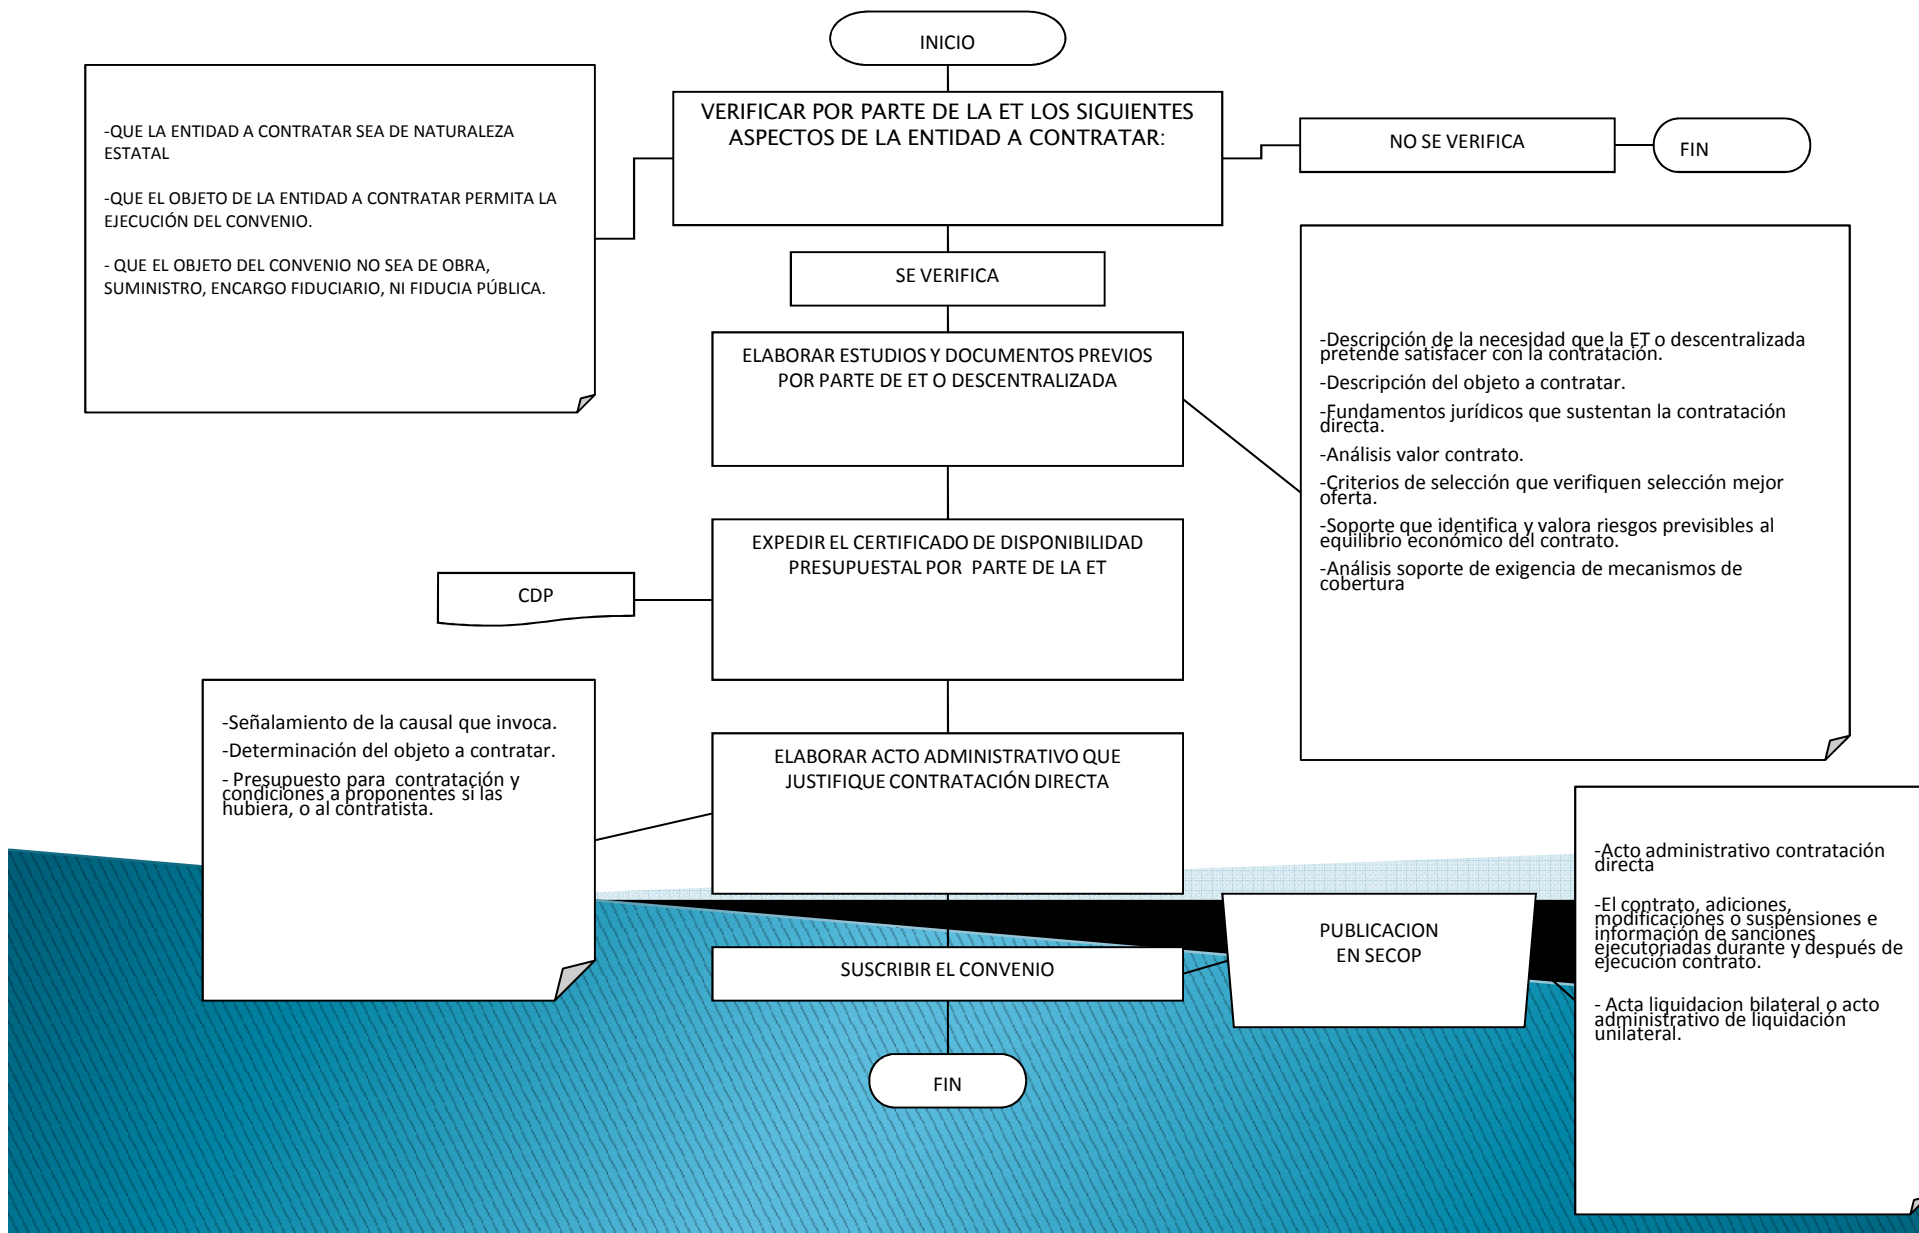 INICIO
-QUE LA ENTIDAD A CONTRATAR SEA DE NATURALEZA
ESTATAL
-QUE EL OBJETO DE LA ENTIDAD A CONTRATAR PERMITA LA
EJECUCIÓN DEL CONVENIO.
- QUE EL OBJETO DEL CONVENIO NO SEA DE OBRA,
SUMINISTRO, ENCARGO FIDUCIARIO, NI FIDUCIA PÚBLICA.
VERIFICAR POR PARTE DE LA ET LOS SIGUIENTES
ASPECTOS DE LA ENTIDAD A CONTRATAR:
NO SE VERIFICA
FIN
SE VERIFICA
ELABORAR ESTUDIOS Y DOCUMENTOS PREVIOS
POR PARTE DE ET O DESCENTRALIZADA
-Descripción de la necesidad que la ET o descentralizada
pretende satisfacer con la contratación.
-Descripción del objeto a contratar.
-Fundamentos jurídicos que sustentan la contratación
directa.
-Análisis valor contrato.
-Criterios de selección que verifiquen selección mejor
oferta.
-Soporte que identifica y valora riesgos previsibles al
equilibrio económico del contrato.
-Análisis soporte de exigencia de mecanismos de
cobertura
EXPEDIR EL CERTIFICADO DE DISPONIBILIDAD
PRESUPUESTAL POR PARTE DE LA ET
CDP
-Señalamiento de la causal que invoca.
-Determinación del objeto a contratar.
- Presupuesto para contratación y
condiciones a proponentes si las
hubiera, o al contratista.
ELABORAR ACTO ADMINISTRATIVO QUE
JUSTIFIQUE CONTRATACIÓN DIRECTA
SUSCRIBIR EL CONVENIO
PUBLICACION
EN SECOP
-Acto administrativo contratación
directa
-El contrato, adiciones,
modificaciones o suspensiones e
información de sanciones
ejecutoriadas durante y después de
ejecución contrato.
- Acta liquidacion bilateral o acto
administrativo de liquidación
unilateral.
FIN